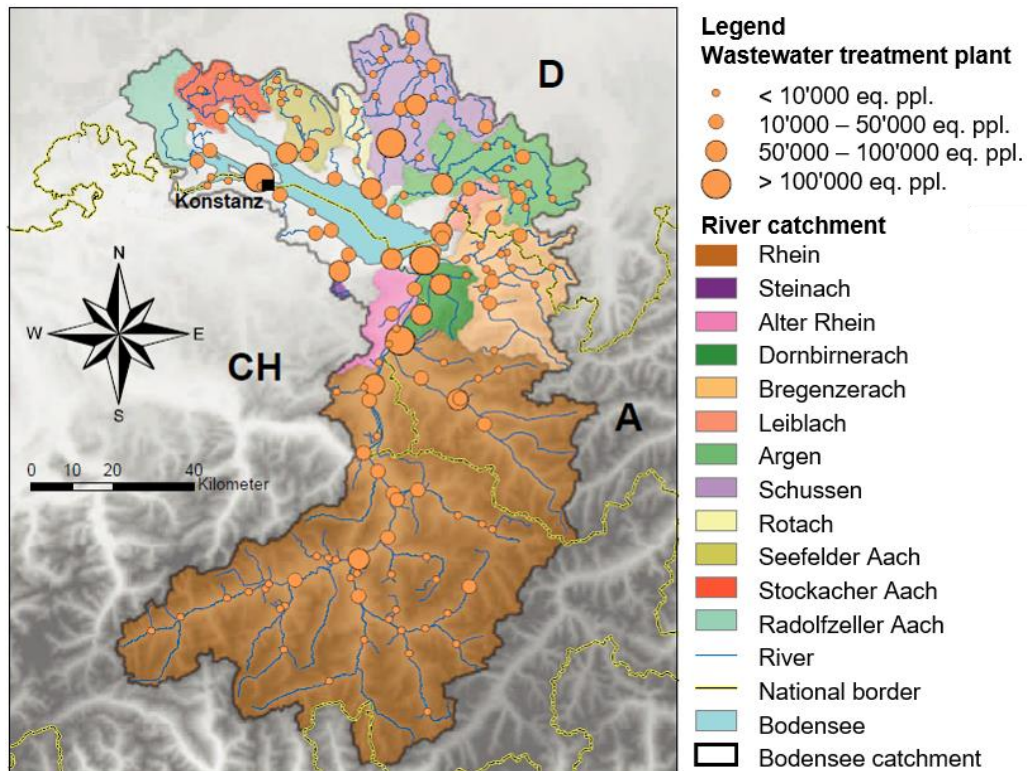 D
Konstanz
N
W
E
S
CH
A
0 10 20 40
Kilometer
Legend
Wastewater treatment plant
< 10'000 eq. ppl.
10'000 – 50'000 eq. ppl.
50'000 – 100'000 eq. ppl.
> 100'000 eq. ppl.
River catchment
Rhein
Steinach
Alter Rhein
Dornbirnerach
Bregenzerach
Leiblach
Argen
Schussen
Rotach
Seefelder Aach
Stockacher Aach
Radolfzeller Aach
River
National border
Bodensee
Bodensee catchment